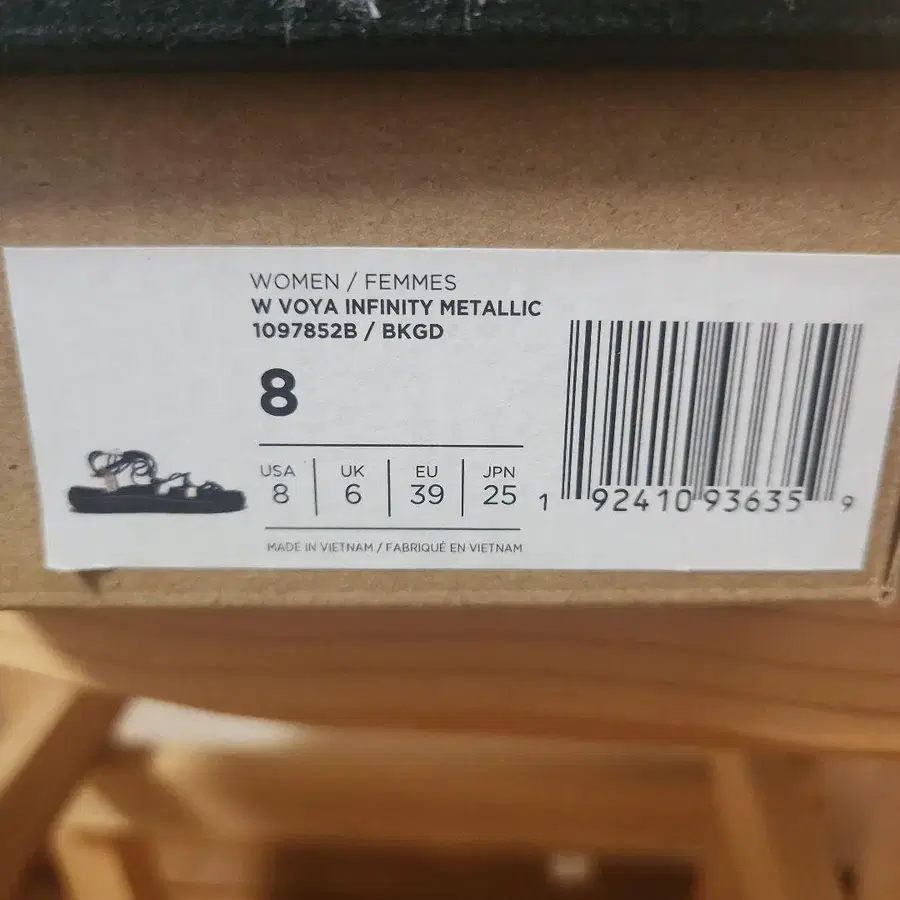 WOMEN / FEMMES
W VOYA INFINITY METALLIC
1097852B / BKGD
8
USA UK EU JPN
8 6 39 25
MADE IN VIETNAM / FABRIQUÉ EN VIETNAM
1 92410 93635 9